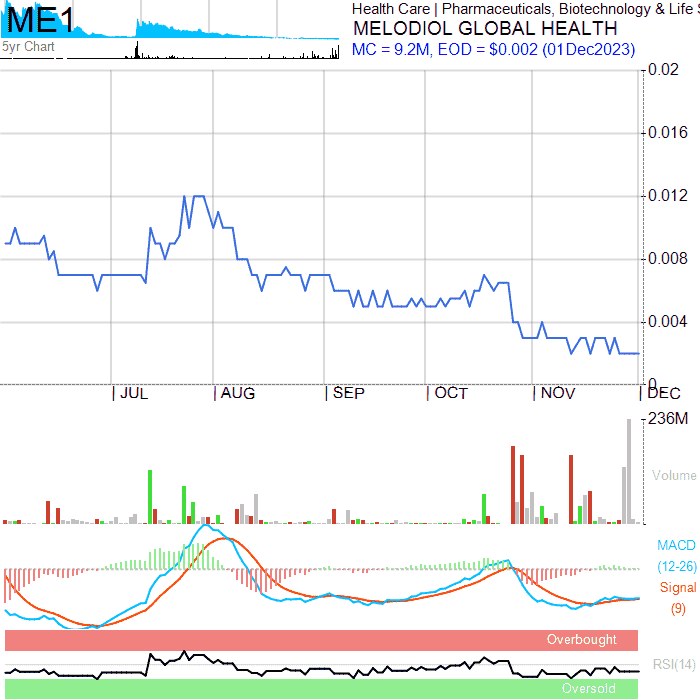 ME1
5yr Chart
Health Care | Pharmaceuticals, Biotechnology & Life S
MELODIOL GLOBAL HEALTH
MC = 9.2M, EOD = $0.002 (01Dec2023)
0.02
0.016
0.012
0.008
0.004
0
| JUL | AUG | SEP | OCT | NOV | DEC
236M
Volume
MACD
(12-26)
Signal
(9)
Overbought
RSI(14)
Oversold